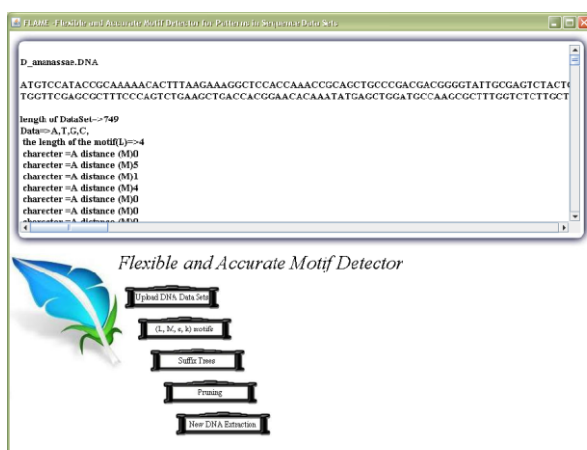 FLAME -Flexible and Accurate Motif Detector for Patterns in Sequence Data Sets
D_ananassae.DNA
ATGTCCATACCGCAAAAACACTTTAAGAAAGGCTCCACCAAACCGCAGCTGCCCGACGACGGGGTATTGCGAGTCTACTC
TGGTTCGAGCGCTTTCCCAGTCTGAAGCTGACCACGGAACACAAATATGAGCTGGATGCCAAGCGCTTTGGTCTCTTGCT
length of DataSet-->749
Data=>A,T,G,C,
the length of the motif(L)=>4
charecter =A distance (M)0
charecter =A distance (M)5
charecter =A distance (M)1
charecter =A distance (M)4
charecter =A distance (M)0
charecter =A distance (M)0
charecter =A distance (M)0
Flexible and Accurate Motif Detector
Upload DNA Data Sets
(L, M, s, k) motifs
Suffix Trees
Pruning
New DNA Extraction